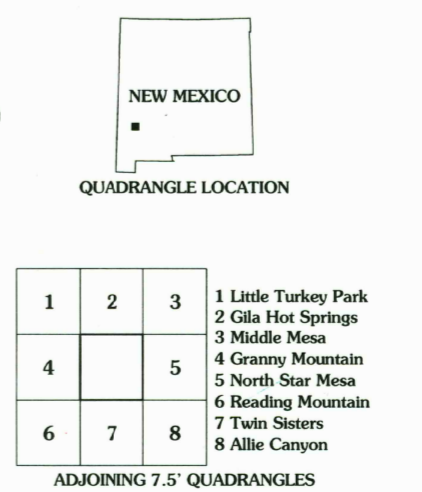 NEW MEXICO
QUADRANGLE LOCATION
1 2 3
4 5
6 7 8
1 Little Turkey Park
2 Gila Hot Springs
3 Middle Mesa
4 Granny Mountain
5 North Star Mesa
6 Reading Mountain
7 Twin Sisters
8 Allie Canyon
ADJOINING 7.5' QUADRANGLES